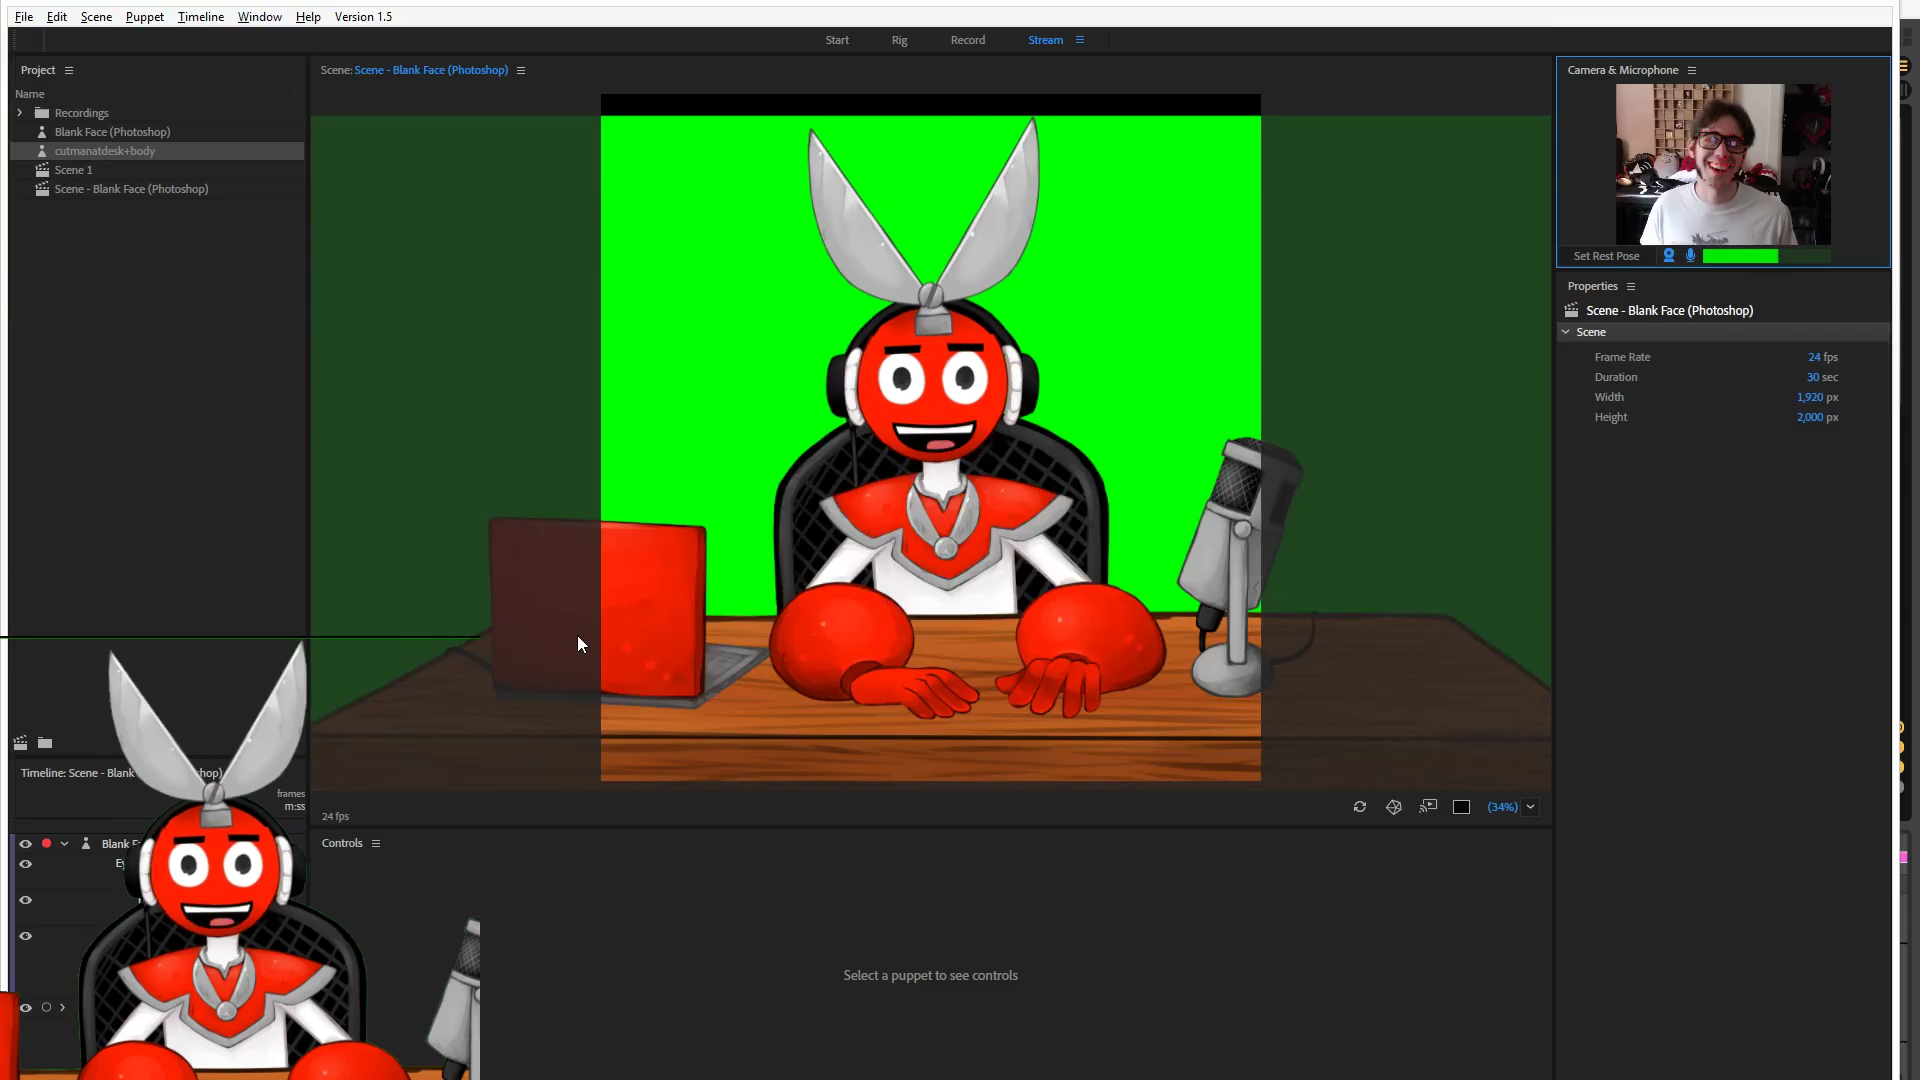 File Edit Scene Puppet Timeline Window Help Version 1.5
Start Rig Record Stream
Project
Name
Recordings
Blank Face (Photoshop)
cutmanatdesk+body
Scene 1
Scene - Blank Face (Photoshop)
Scene: Scene - Blank Face (Photoshop)
24 fps
(34%)
Camera & Microphone
Set Rest Pose
Properties
Scene - Blank Face (Photoshop)
Scene
Frame Rate 24 fps
Duration 30 sec
Width 1,920 px
Height 2,000 px
Timeline: Scene - Blank hop)
frames
m:ss
Blank F
Ey
Controls
Select a puppet to see controls